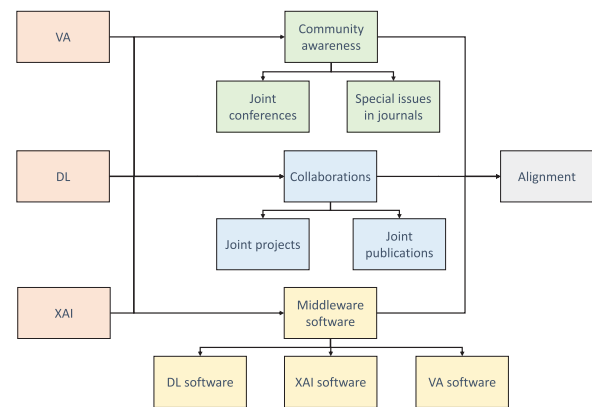 VA
Community
awareness
Joint
conferences
Special issues
in journals
DL
Collaborations
Alignment
Joint projects
Joint
publications
XAI
Middleware
software
DL software
XAI software
VA software